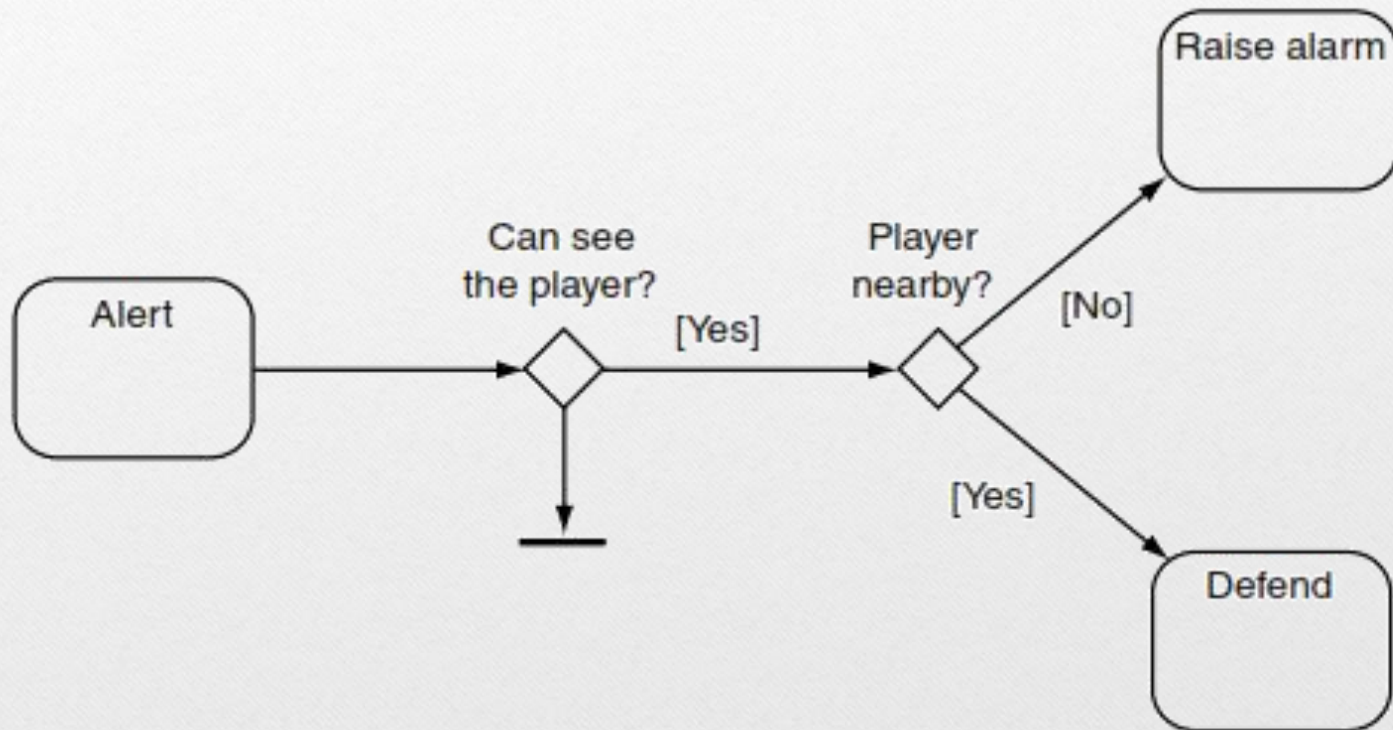 Raise alarm
Can see
the player?
Player
nearby?
Alert
[Yes]
[No]
[Yes]
Defend